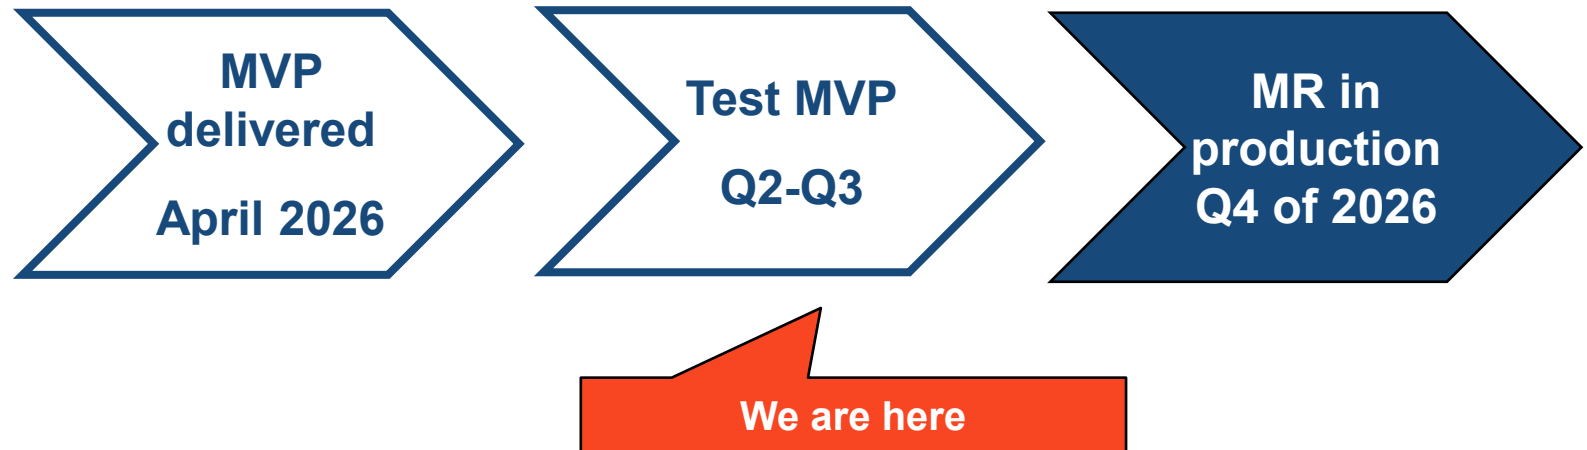 MVP
delivered
April 2026
Test MVP
Q2-Q3
MR in
production
Q4 of 2026
We are here